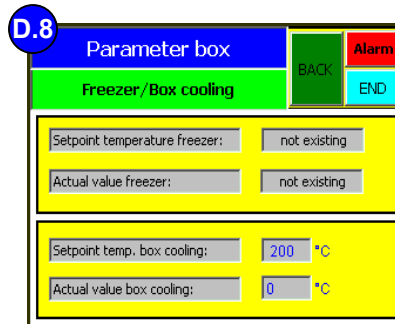 D.8
Parameter box
BACK
Alarm
Freezer/Box cooling
END
Setpoint temperature freezer: not existing
Actual value freezer: not existing
Setpoint temp. box cooling: 200 °C
Actual value box cooling: 0 °C